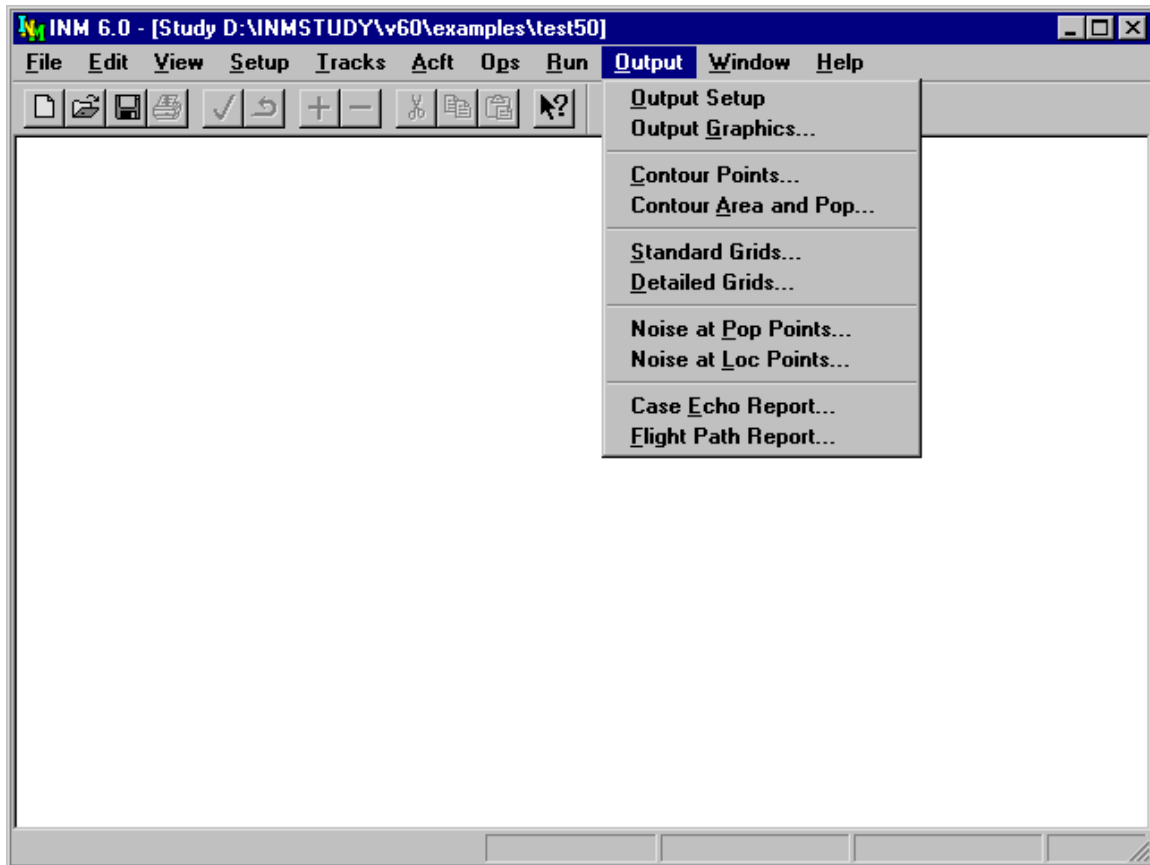 INM 6.0 - [Study D:\INMSTUDY\v60\examples\test50]
File Edit View Setup Tracks Acft Ops Run Output Window Help
Output Setup
Output Graphics...
Contour Points...
Contour Area and Pop...
Standard Grids...
Detailed Grids...
Noise at Pop Points...
Noise at Loc Points...
Case Echo Report...
Flight Path Report...